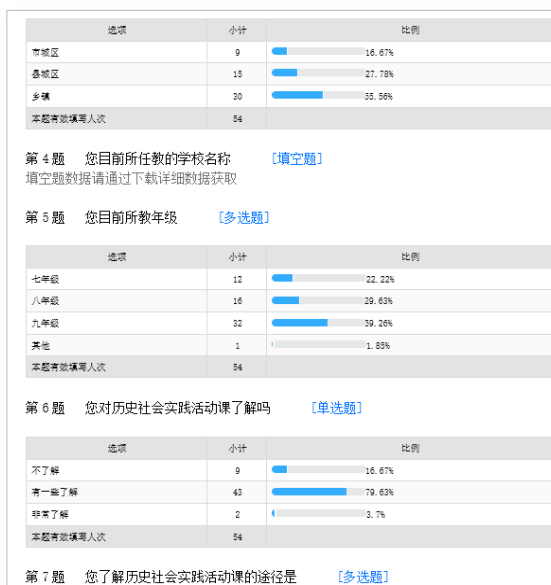 选项 小计 比例
市城区 9 16.67%
县城区 15 27.78%
乡镇 30 55.56%
本题有效填写人次 54
第 4 题 您目前所任教的学校名称 [填空题]
填空题数据请通过下载详细数据获取
第 5 题 您目前所教年级 [多选题]
选项 小计 比例
七年级 12 22.22%
八年级 16 29.63%
九年级 32 59.26%
其他 1 1.85%
本题有效填写人次 54
第 6 题 您对历史社会实践活动课了解吗 [单选题]
选项 小计 比例
不了解 9 16.67%
有一些了解 43 79.63%
非常了解 2 3.7%
本题有效填写人次 54
第 7 题 您了解历史社会实践活动课的途径是 [多选题]